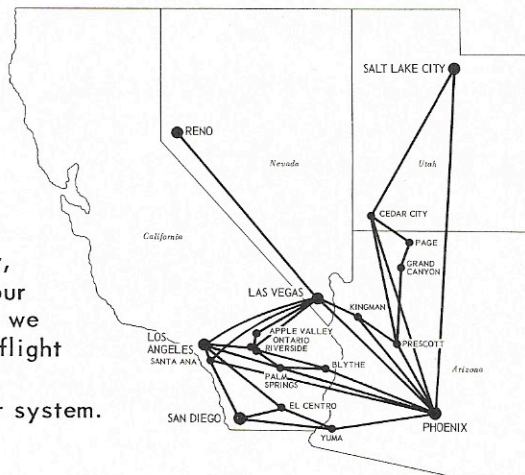 SALT LAKE CITY
RENO
Nevada
Utah
CEDAR CITY
California
PAGE
GRAND
CANYON
,
our
we
flight
r system.
LAS VEGAS
KINGMAN
APPLE VALLEY
ONTARIO
RIVERSIDE
LOS
ANGELES
SANTA ANA
PRESCOTT
PALM
SPRINGS
BLYTHE
Arizona
EL CENTRO
SAN DIEGO
YUMA
PHOENIX